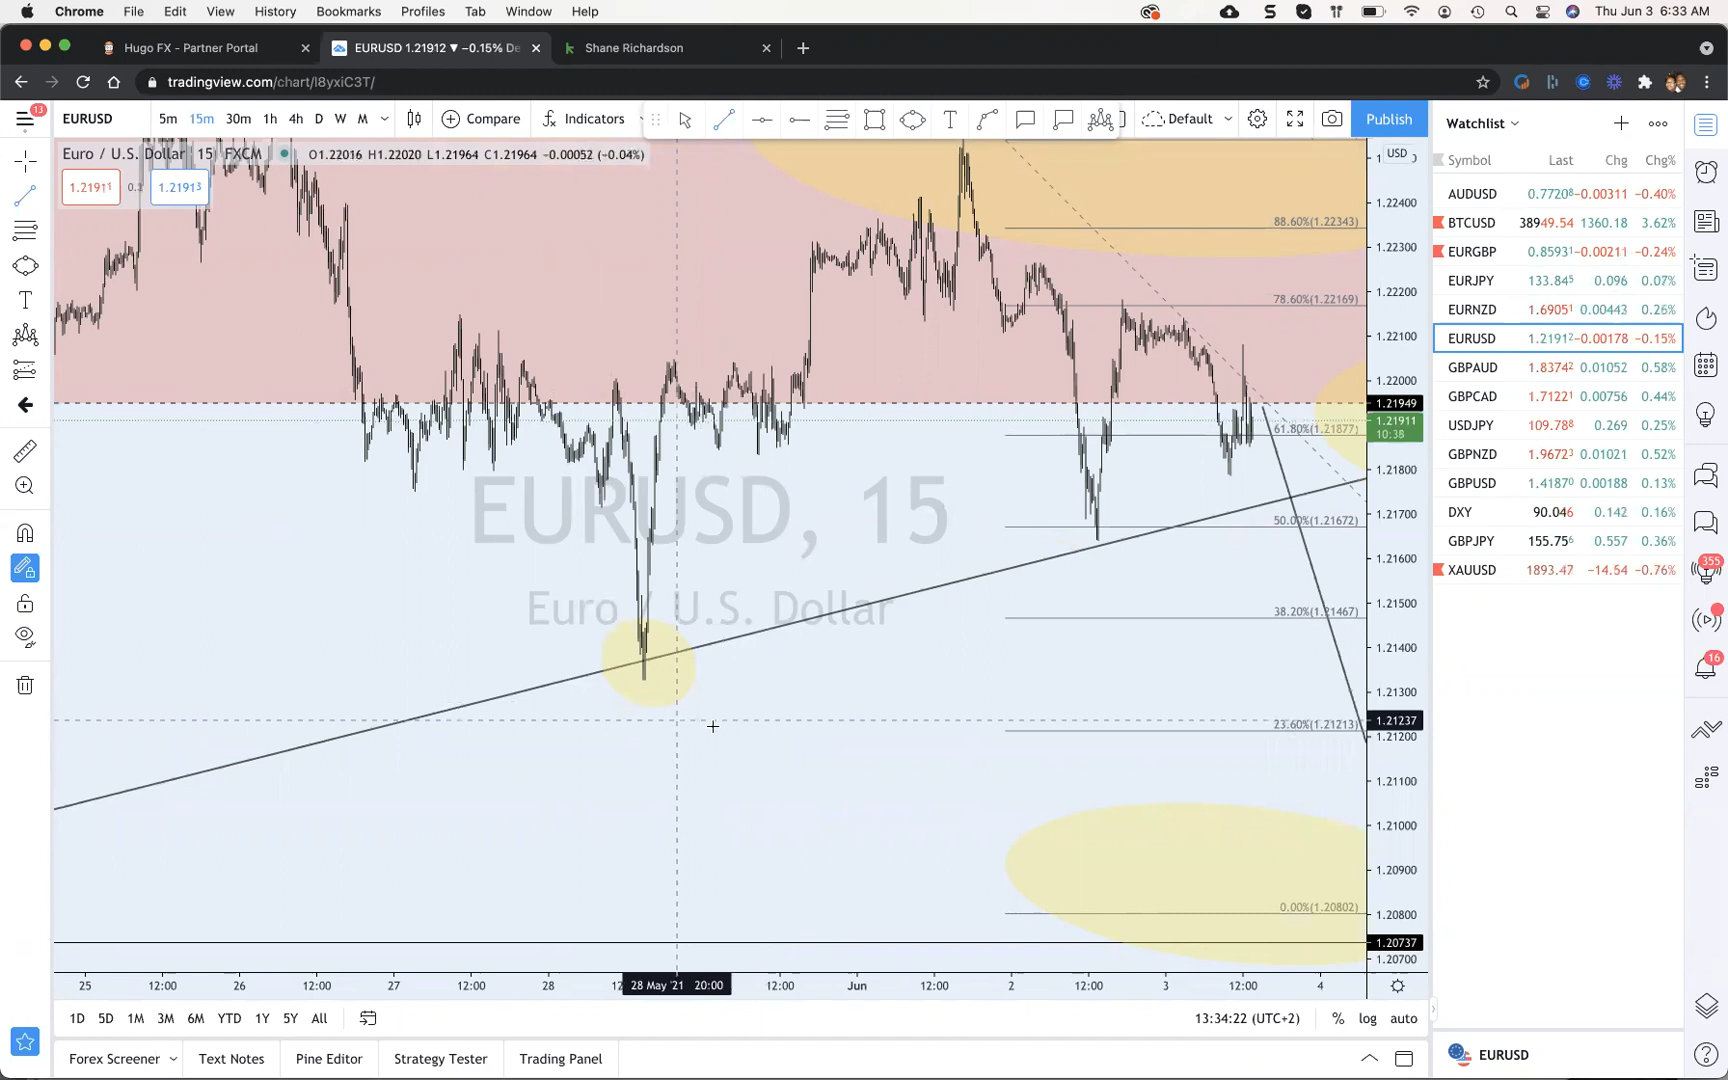 Chrome File Edit View History Bookmarks Profiles Tab Window Help Thu Jun 3 6:33 AM
Hugo FX - Partner Portal EURUSD 1.21912 ▼ −0.15% De Shane Richardson
tradingview.com/chart/l8yxiC3T/
13 EURUSD 5m 15m 30m 1h 4h D W M Compare Indicators T Default Publish
Watchlist
Euro / U.S. Dollar 15 FXCM O1.22016 H1.22020 L1.21964 C1.21964 −0.00052 (−0.04%)
USD
1.21911 0.2 1.21913
Symbol Last Chg Chg%
AUDUSD 0.77208 −0.00311 −0.40%
BTCUSD 38949.54 1360.18 3.62%
EURGBP 0.85931 −0.00211 −0.24%
EURJPY 133.845 0.096 0.07%
EURNZD 1.69051 0.00443 0.26%
EURUSD 1.21912 −0.00178 −0.15%
GBPAUD 1.83742 0.01052 0.58%
GBPCAD 1.71221 0.00756 0.44%
USDJPY 109.788 0.269 0.25%
GBPNZD 1.96723 0.01021 0.52%
GBPUSD 1.41870 0.00188 0.13%
DXY 90.046 0.142 0.16%
GBPJPY 155.756 0.557 0.36%
XAUUSD 1893.47 −14.54 −0.76%
355
16
88.60%(1.22343)
78.60%(1.22169)
61.80%(1.21877)
50.00%(1.21672)
38.20%(1.21467)
23.60%(1.21213)
0.00%(1.20802)
1.22400
1.22300
1.22200
1.22100
1.22000
1.21949
1.21911
10:38
1.21800
1.21700
1.21600
1.21500
1.21400
1.21300
1.21237
1.21200
1.21100
1.21000
1.20900
1.20800
1.20737
1.20700
EURUSD, 15
Euro / U.S. Dollar
25 12:00 26 12:00 27 12:00 28 28 May '21 20:00 12:00 Jun 12:00 2 12:00 3 12:00 4
1D 5D 1M 3M 6M YTD 1Y 5Y All 13:34:22 (UTC+2) % log auto
Forex Screener Text Notes Pine Editor Strategy Tester Trading Panel
EURUSD